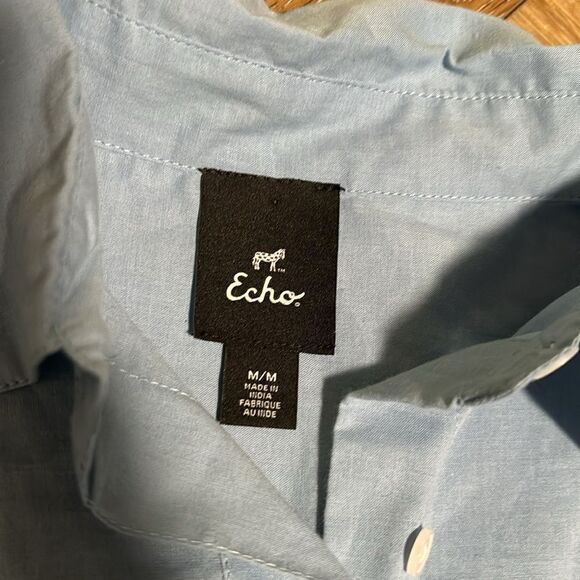 Echo
M/M
MADE IN
INDIA
FABRIQUE
AU INDE